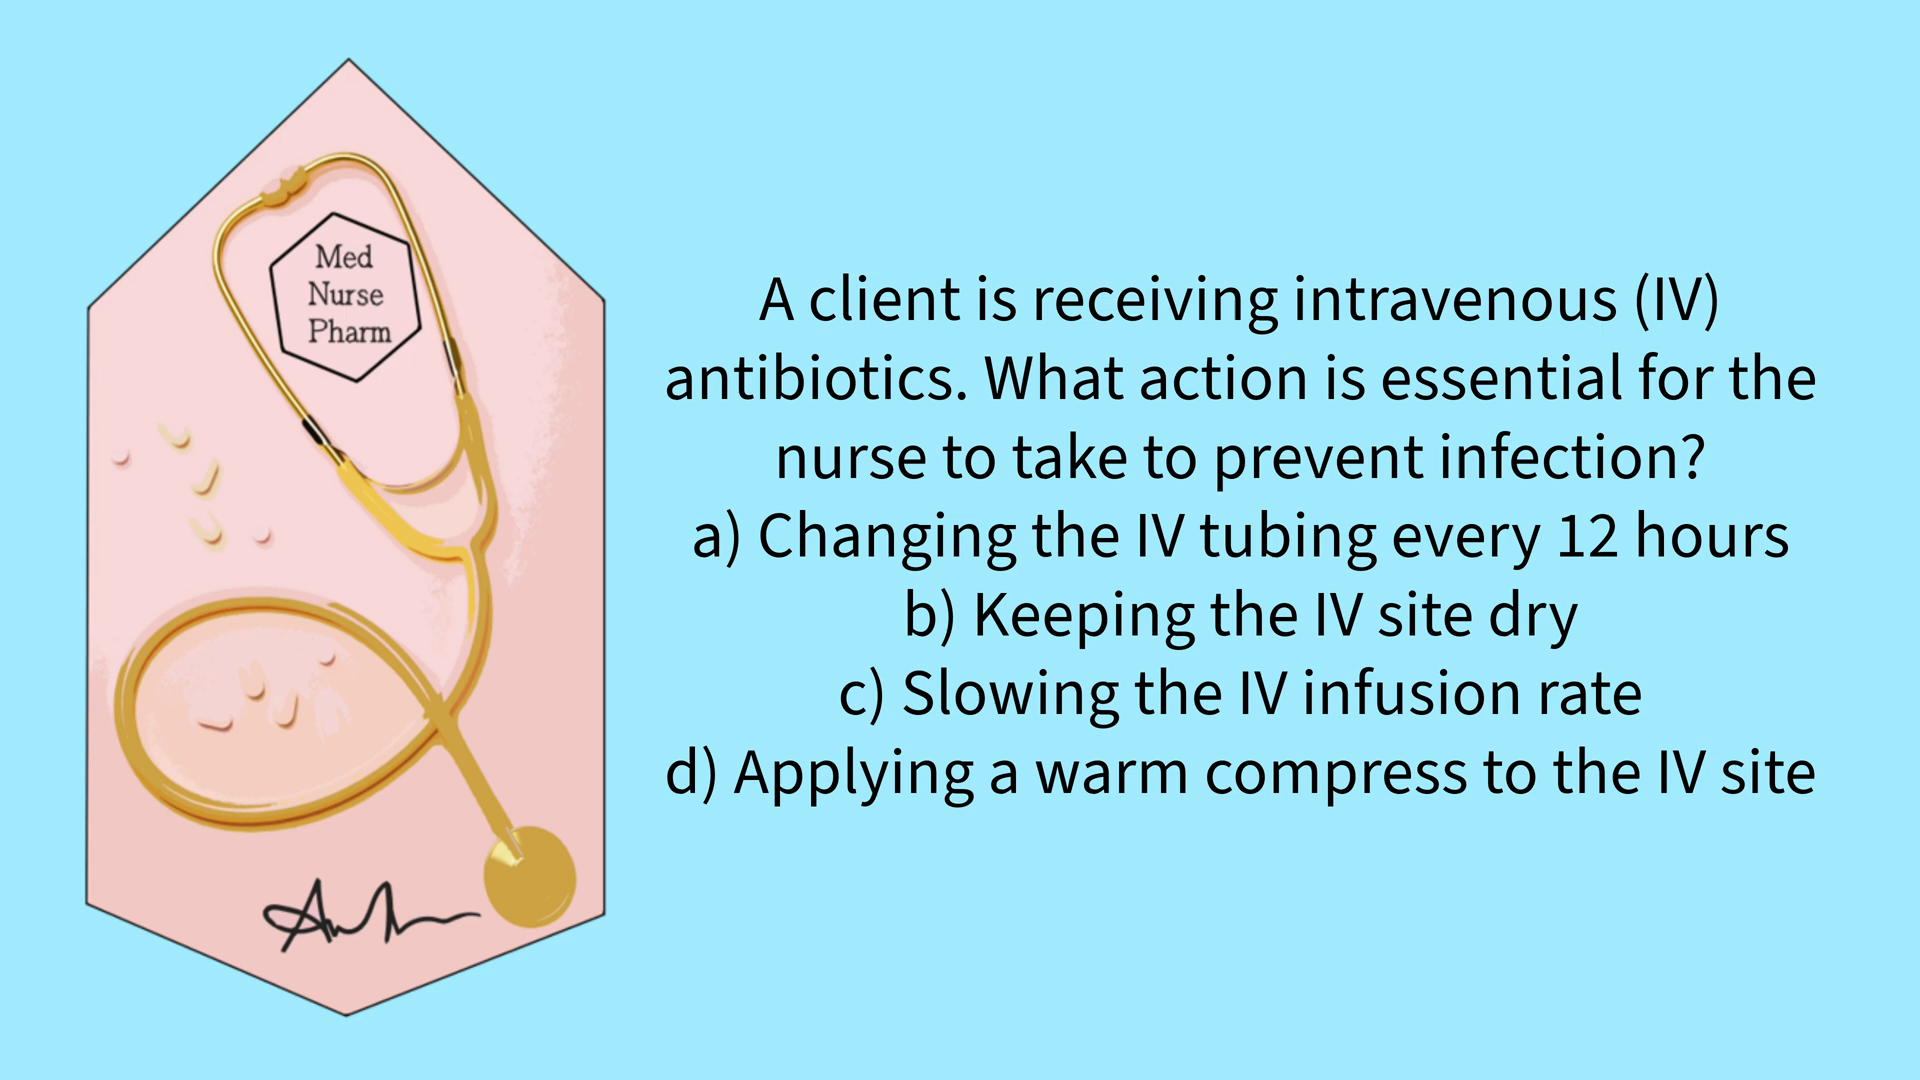 Med
Nurse
Pharm
A client is receiving intravenous (IV)
antibiotics. What action is essential for the
nurse to take to prevent infection?
a) Changing the IV tubing every 12 hours
b) Keeping the IV site dry
c) Slowing the IV infusion rate
d) Applying a warm compress to the IV site